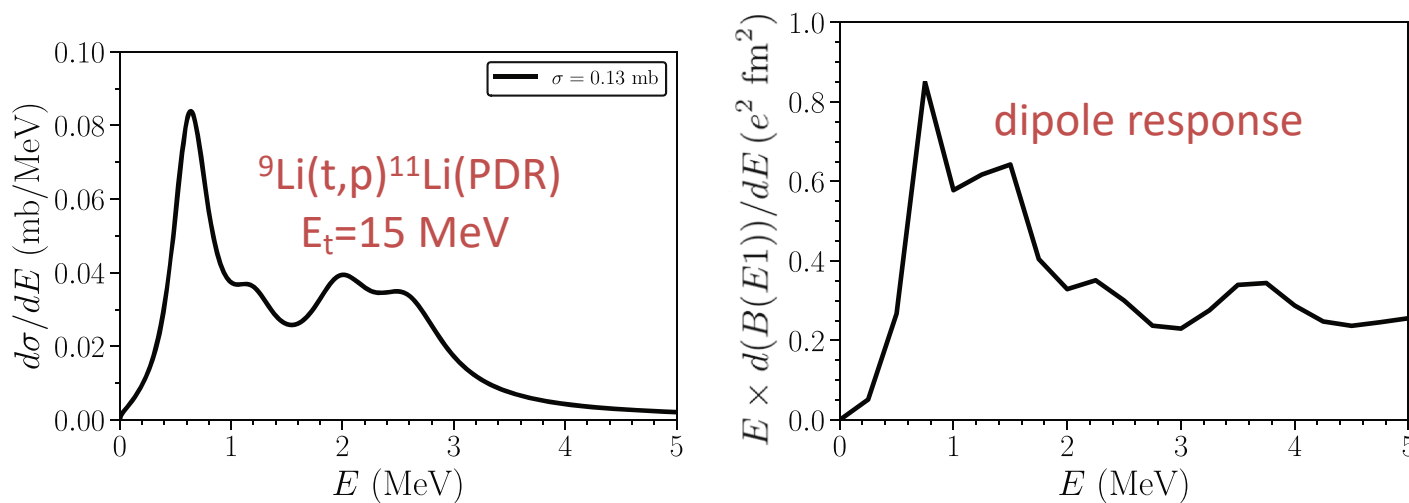 0.10
0.08
0.06
0.04
0.02
0.00
dσ/dE (mb/MeV)
σ = 0.13 mb
⁹Li(t,p)¹¹Li(PDR)
Eₜ=15 MeV
0 1 2 3 4 5
E (MeV)
1.0
0.8
0.6
0.4
0.2
0.0
E × d(B(E1))/dE (e² fm²)
dipole response
0 1 2 3 4 5
E (MeV)